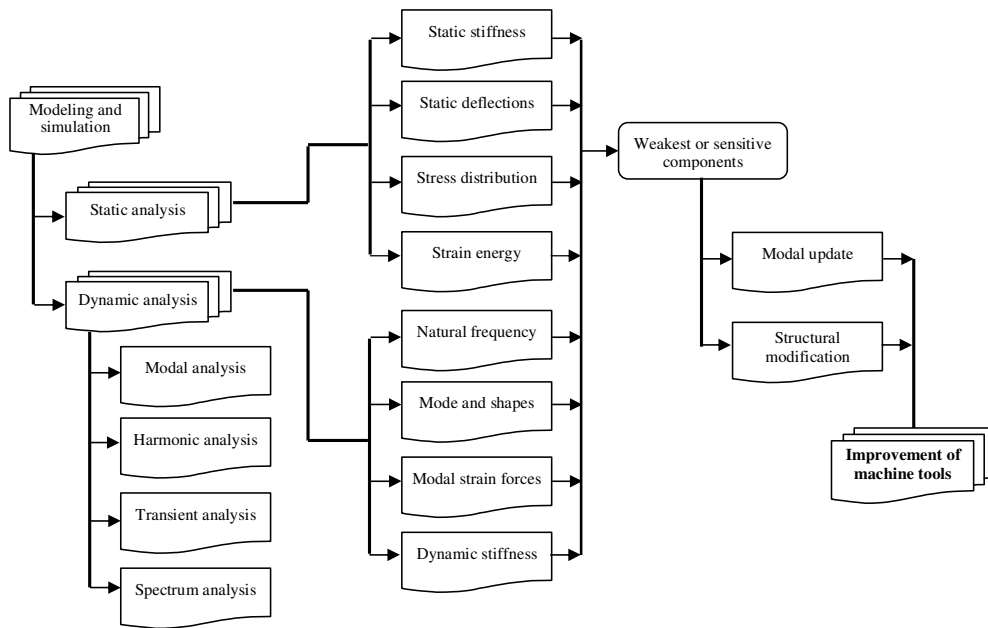 Modeling and
simulation
Static analysis
Dynamic analysis
Modal analysis
Harmonic analysis
Transient analysis
Spectrum analysis
Static stiffness
Static deflections
Stress distribution
Strain energy
Natural frequency
Mode and shapes
Modal strain forces
Dynamic stiffness
Weakest or sensitive
components
Modal update
Structural
modification
Improvement of
machine tools